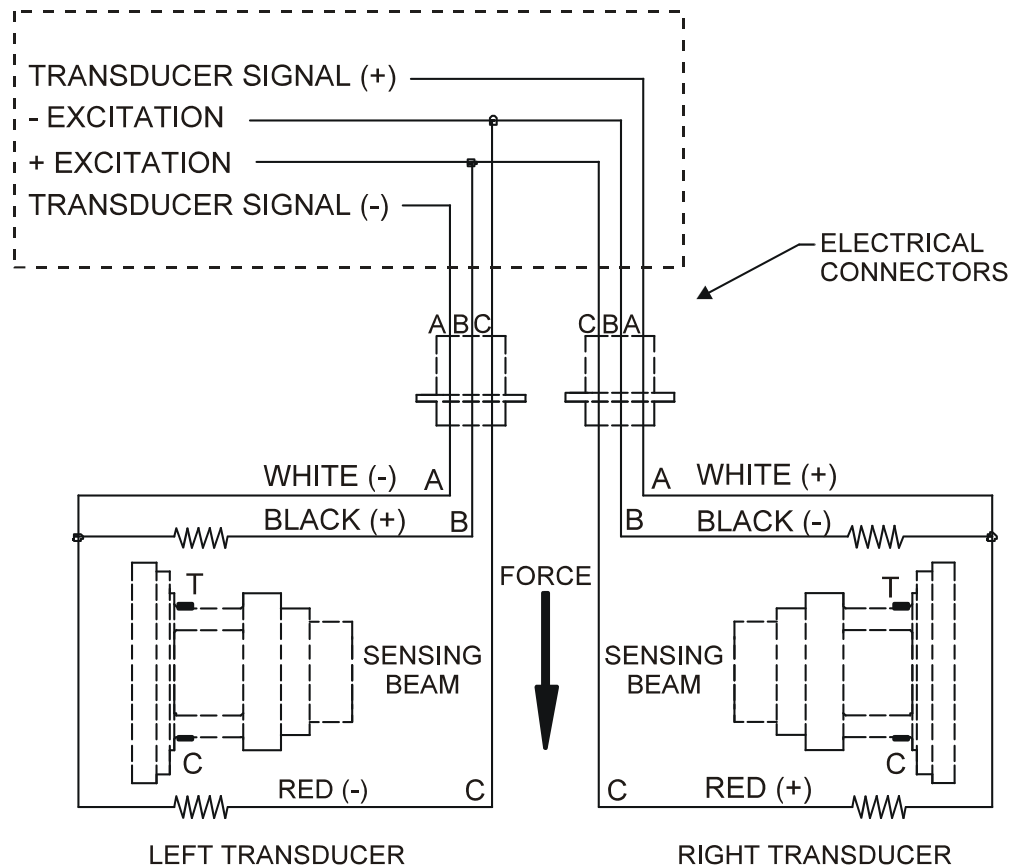 TRANSDUCER SIGNAL (+)
- EXCITATION
+ EXCITATION
TRANSDUCER SIGNAL (-)
ELECTRICAL
CONNECTORS
A B C
C B A
WHITE (-) A
A WHITE (+)
BLACK (+) B
B BLACK (-)
T
FORCE
T
SENSING
BEAM
SENSING
BEAM
C
C
RED (-) C
C RED (+)
LEFT TRANSDUCER
RIGHT TRANSDUCER